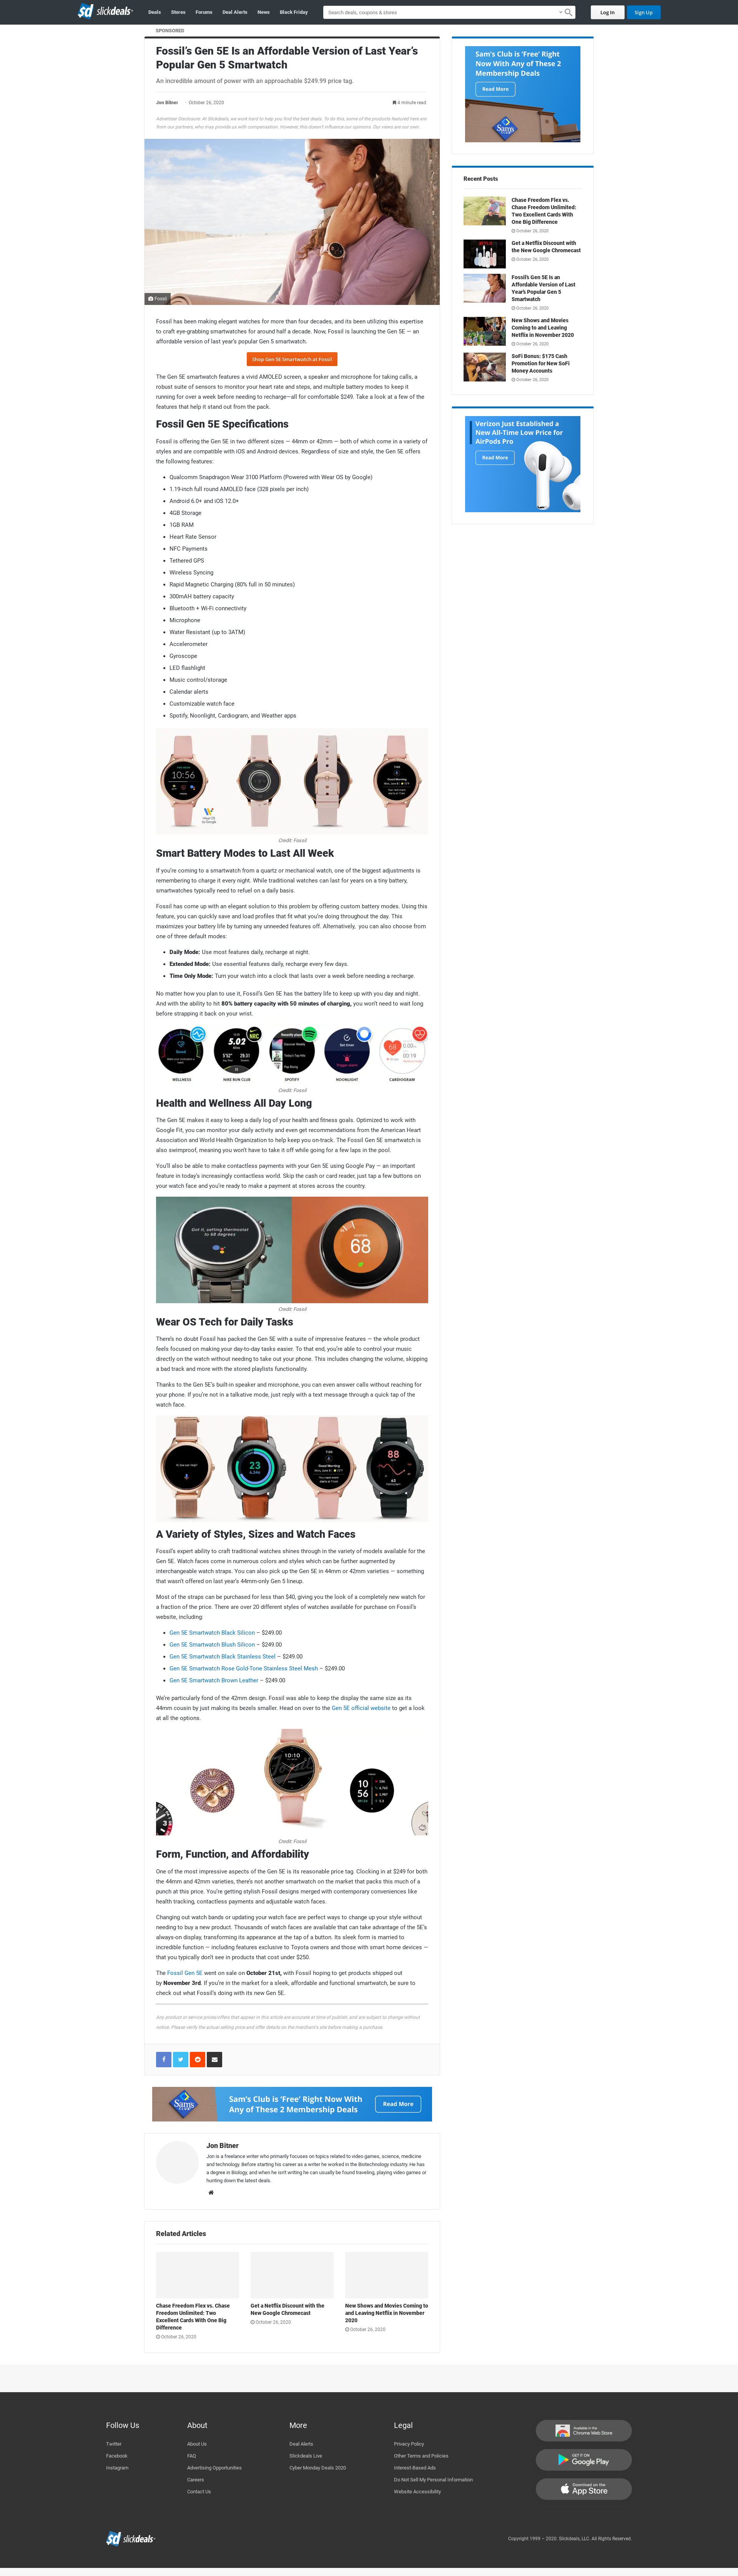 sd slickdeals
Deals Stores Forums Deal Alerts News Black Friday
Search deals, coupons & stores
Log In
Sign Up
SPONSORED
Fossil's Gen 5E Is an Affordable Version of Last Year's
Popular Gen 5 Smartwatch
An incredible amount of power with an approachable $249.99 price tag.
Jon Bitner - October 26, 2020
4 minute read
Advertiser Disclosure: At Slickdeals, we work hard to help you find the best deals. To do this, some of the products featured here are
from our partners, who may provide us with compensation. However, this doesn't influence our opinions. Our views are our own.
Fossil
Fossil has been making elegant watches for more than four decades, and its been utilizing this expertise
to craft eye-grabbing smartwatches for around half a decade. Now, Fossil is launching the Gen 5E — an
affordable version of last year's popular Gen 5 smartwatch.
Shop Gen 5E Smartwatch at Fossil
The Gen 5E smartwatch features a vivid AMOLED screen, a speaker and microphone for taking calls, a
robust suite of sensors to monitor your heart rate and steps, and multiple battery modes to keep it
running for over a week before needing to recharge—all for comfortable $249. Take a look at a few of the
features that help it stand out from the pack.
Fossil Gen 5E Specifications
Fossil is offering the Gen 5E in two different sizes — 44mm or 42mm — both of which come in a variety of
styles and are compatible with iOS and Android devices. Regardless of size and style, the Gen 5E offers
the following features:
Qualcomm Snapdragon Wear 3100 Platform (Powered with Wear OS by Google)
1.19-inch full round AMOLED face (328 pixels per inch)
Android 6.0+ and iOS 12.0+
4GB Storage
1GB RAM
Heart Rate Sensor
NFC Payments
Tethered GPS
Wireless Syncing
Rapid Magnetic Charging (80% full in 50 minutes)
300mAH battery capacity
Bluetooth + Wi-Fi connectivity
Microphone
Water Resistant (up to 3ATM)
Accelerometer
Gyroscope
LED flashlight
Music control/storage
Calendar alerts
Customizable watch face
Spotify, Noonlight, Cardiogram, and Weather apps
10:56
Good Morning
Wear OS
by Google
Credit: Fossil
Smart Battery Modes to Last All Week
If you're coming to a smartwatch from a quartz or mechanical watch, one of the biggest adjustments is
remembering to charge it every night. While traditional watches can last for years on a tiny battery,
smartwatches typically need to refuel on a daily basis.
Fossil has come up with an elegant solution to this problem by offering custom battery modes. Using this
feature, you can quickly save and load profiles that fit what you're doing throughout the day. This
maximizes your battery life by turning any unneeded features off. Alternatively, you can also choose from
one of three default modes:
Daily Mode: Use most features daily, recharge at night.
Extended Mode: Use essential features daily, recharge every few days.
Time Only Mode: Turn your watch into a clock that lasts over a week before needing a recharge.
No matter how you plan to use it, Fossil's Gen 5E has the battery life to keep up with you day and night.
And with the ability to hit 80% battery capacity with 50 minutes of charging, you won't need to wait long
before strapping it back on your wrist.
5.02
5'52"
NRC
68
00:19
WELLNESS NIKE RUN CLUB SPOTIFY NOONLIGHT CARDIOGRAM
Credit: Fossil
Health and Wellness All Day Long
The Gen 5E makes it easy to keep a daily log of your health and fitness goals. Optimized to work with
Google Fit, you can monitor your daily activity and even get recommendations from the American Heart
Association and World Health Organization to help keep you on-track. The Fossil Gen 5E smartwatch is
also swimproof, meaning you won't have to take it off while going for a few laps in the pool.
You'll also be able to make contactless payments with your Gen 5E using Google Pay — an important
feature in today's increasingly contactless world. Skip the cash or card reader, just tap a few buttons on
your watch face and you're ready to make a payment at stores across the country.
Got it, setting thermostat
to 68 degrees
68
Credit: Fossil
Wear OS Tech for Daily Tasks
There's no doubt Fossil has packed the Gen 5E with a suite of impressive features — the whole product
feels focused on making your day-to-day tasks easier. To that end, you're able to control your music
directly on the watch without needing to take out your phone. This includes changing the volume, skipping
a bad track and more with the stored playlists functionality.
Thanks to the Gen 5E's built-in speaker and microphone, you can even answer calls without reaching for
your phone. If you're not in a talkative mode, just reply with a text message through a quick tap of the
watch face.
Hi, how can I help?
23
Good Morning
88
A Variety of Styles, Sizes and Watch Faces
Fossil's expert ability to craft traditional watches shines through in the variety of models available for the
Gen 5E. Watch faces come in numerous colors and styles which can be further augmented by
interchangeable watch straps. You can also pick up the Gen 5E in 44mm or 42mm varieties — something
that wasn't offered on last year's 44mm-only Gen 5 lineup.
Most of the straps can be purchased for less than $40, giving you the look of a completely new watch for
a fraction of the price. There are over 20 different styles of watches available for purchase on Fossil's
website, including:
Gen 5E Smartwatch Black Silicon – $249.00
Gen 5E Smartwatch Blush Silicon – $249.00
Gen 5E Smartwatch Black Stainless Steel – $249.00
Gen 5E Smartwatch Rose Gold-Tone Stainless Steel Mesh – $249.00
Gen 5E Smartwatch Brown Leather – $249.00
We're particularly fond of the 42mm design. Fossil was able to keep the display the same size as its
44mm cousin by just making its bezels smaller. Head on over to the Gen 5E official website to get a look
at all the options.
3
10:10
10
56
Credit: Fossil
Form, Function, and Affordability
One of the most impressive aspects of the Gen 5E is its reasonable price tag. Clocking in at $249 for both
the 44mm and 42mm varieties, there's not another smartwatch on the market that packs this much of a
punch at this price. You're getting stylish Fossil designs merged with contemporary conveniences like
health tracking, contactless payments and adjustable watch faces.
Changing out watch bands or updating your watch face are perfect ways to change up your style without
needing to buy a new product. Thousands of watch faces are available that can take advantage of the 5E's
always-on display, transforming its appearance at the tap of a button. Its sleek form is married to
incredible function — including features exclusive to Toyota owners and those with smart home devices —
that you typically don't see in products that cost under $250.
The Fossil Gen 5E went on sale on October 21st, with Fossil hoping to get products shipped out
by November 3rd. If you're in the market for a sleek, affordable and functional smartwatch, be sure to
check out what Fossil's doing with its new Gen 5E.
Any product or service prices/offers that appear in this article are accurate at time of publish, and are subject to change without
notice. Please verify the actual selling price and offer details on the merchant's site before making a purchase.
Sam's Club is 'Free' Right Now With
Any of These 2 Membership Deals
Read More
Jon Bitner
Jon is a freelance writer who primarily focuses on topics related to video games, science, medicine
and technology. Before starting his career as a writer he worked in the Biotechnology industry. He has
a degree in Biology, and when he isn't writing he can usually be found traveling, playing video games or
hunting down the latest deals.
Related Articles
Chase Freedom Flex vs. Chase
Freedom Unlimited: Two
Excellent Cards With One Big
Difference
October 26, 2020
Get a Netflix Discount with the
New Google Chromecast
October 26, 2020
New Shows and Movies Coming to
and Leaving Netflix in November
2020
October 26, 2020
Sam's Club is 'Free' Right
Now With Any of These 2
Membership Deals
Read More
Sams
Recent Posts
Chase Freedom Flex vs.
Chase Freedom Unlimited:
Two Excellent Cards With
One Big Difference
October 26, 2020
Get a Netflix Discount with
the New Google Chromecast
October 26, 2020
Fossil's Gen 5E Is an
Affordable Version of Last
Year's Popular Gen 5
Smartwatch
October 26, 2020
New Shows and Movies
Coming to and Leaving
Netflix in November 2020
October 26, 2020
SoFi Bonus: $175 Cash
Promotion for New SoFi
Money Accounts
October 26, 2020
Verizon Just Established a
New All-Time Low Price for
AirPods Pro
Read More
Follow Us
Twitter
Facebook
Instagram
About
About Us
FAQ
Advertising Opportunities
Careers
Contact Us
More
Deal Alerts
Slickdeals Live
Cyber Monday Deals 2020
Legal
Privacy Policy
Other Terms and Policies
Interest-Based Ads
Do Not Sell My Personal Information
Website Accessibility
Available in the
Chrome Web Store
GET IT ON
Google Play
Download on the
App Store
sd slickdeals
Copyright 1999 – 2020. Slickdeals, LLC. All Rights Reserved.